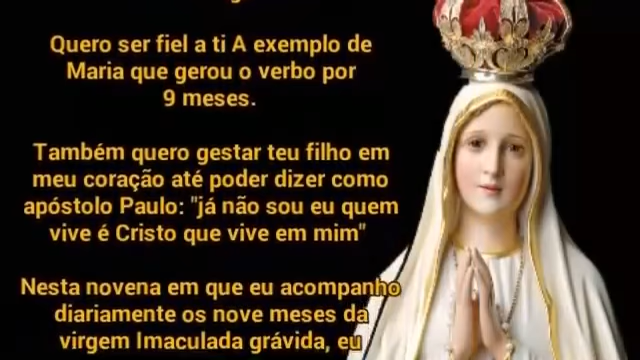 Quero ser fiel a ti A exemplo de
Maria que gerou o verbo por
9 meses.
Também quero gestar teu filho em
meu coração até poder dizer como
apóstolo Paulo: "já não sou eu quem
vive é Cristo que vive em mim"
Nesta novena em que eu acompanho
diariamente os nove meses da
virgem Imaculada grávida, eu